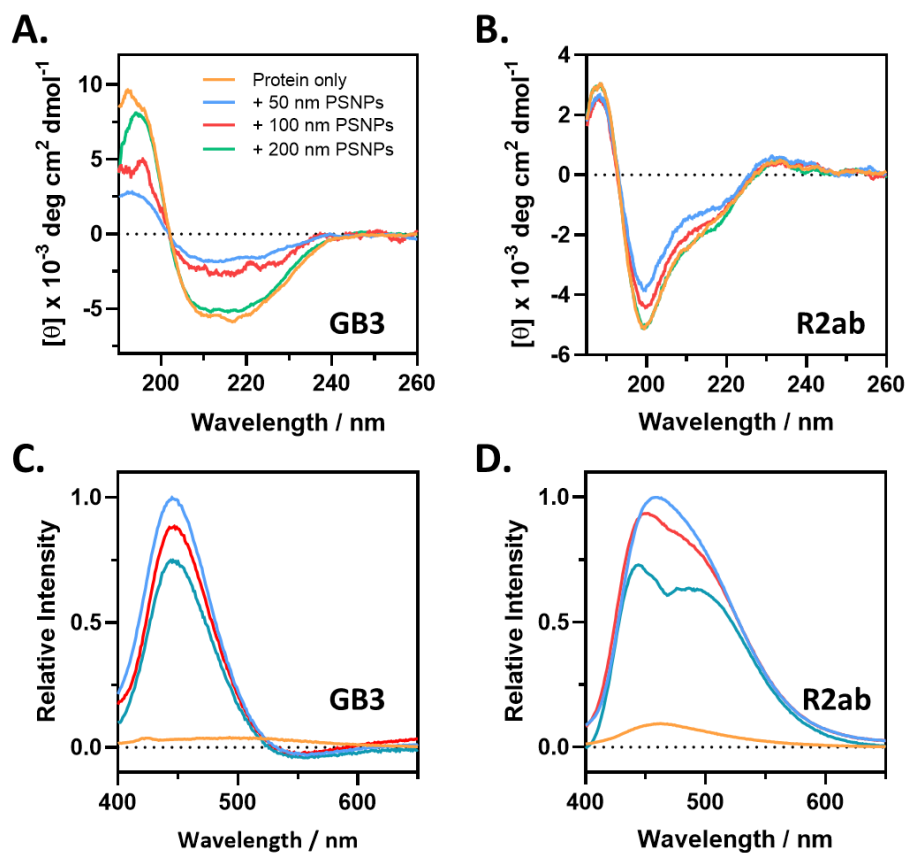 A.
[θ] x 10⁻³ deg cm² dmol⁻¹
10
5
0
-5
Protein only
+ 50 nm PSNPs
+ 100 nm PSNPs
+ 200 nm PSNPs
GB3
200 220 240 260
Wavelength / nm
B.
[θ] x 10⁻³ deg cm² dmol⁻¹
4
2
0
-2
-4
-6
R2ab
200 220 240 260
Wavelength / nm
C.
Relative Intensity
1.0
0.5
0.0
GB3
400 500 600
Wavelength / nm
D.
Relative Intensity
1.0
0.5
0.0
R2ab
400 500 600
Wavelength / nm